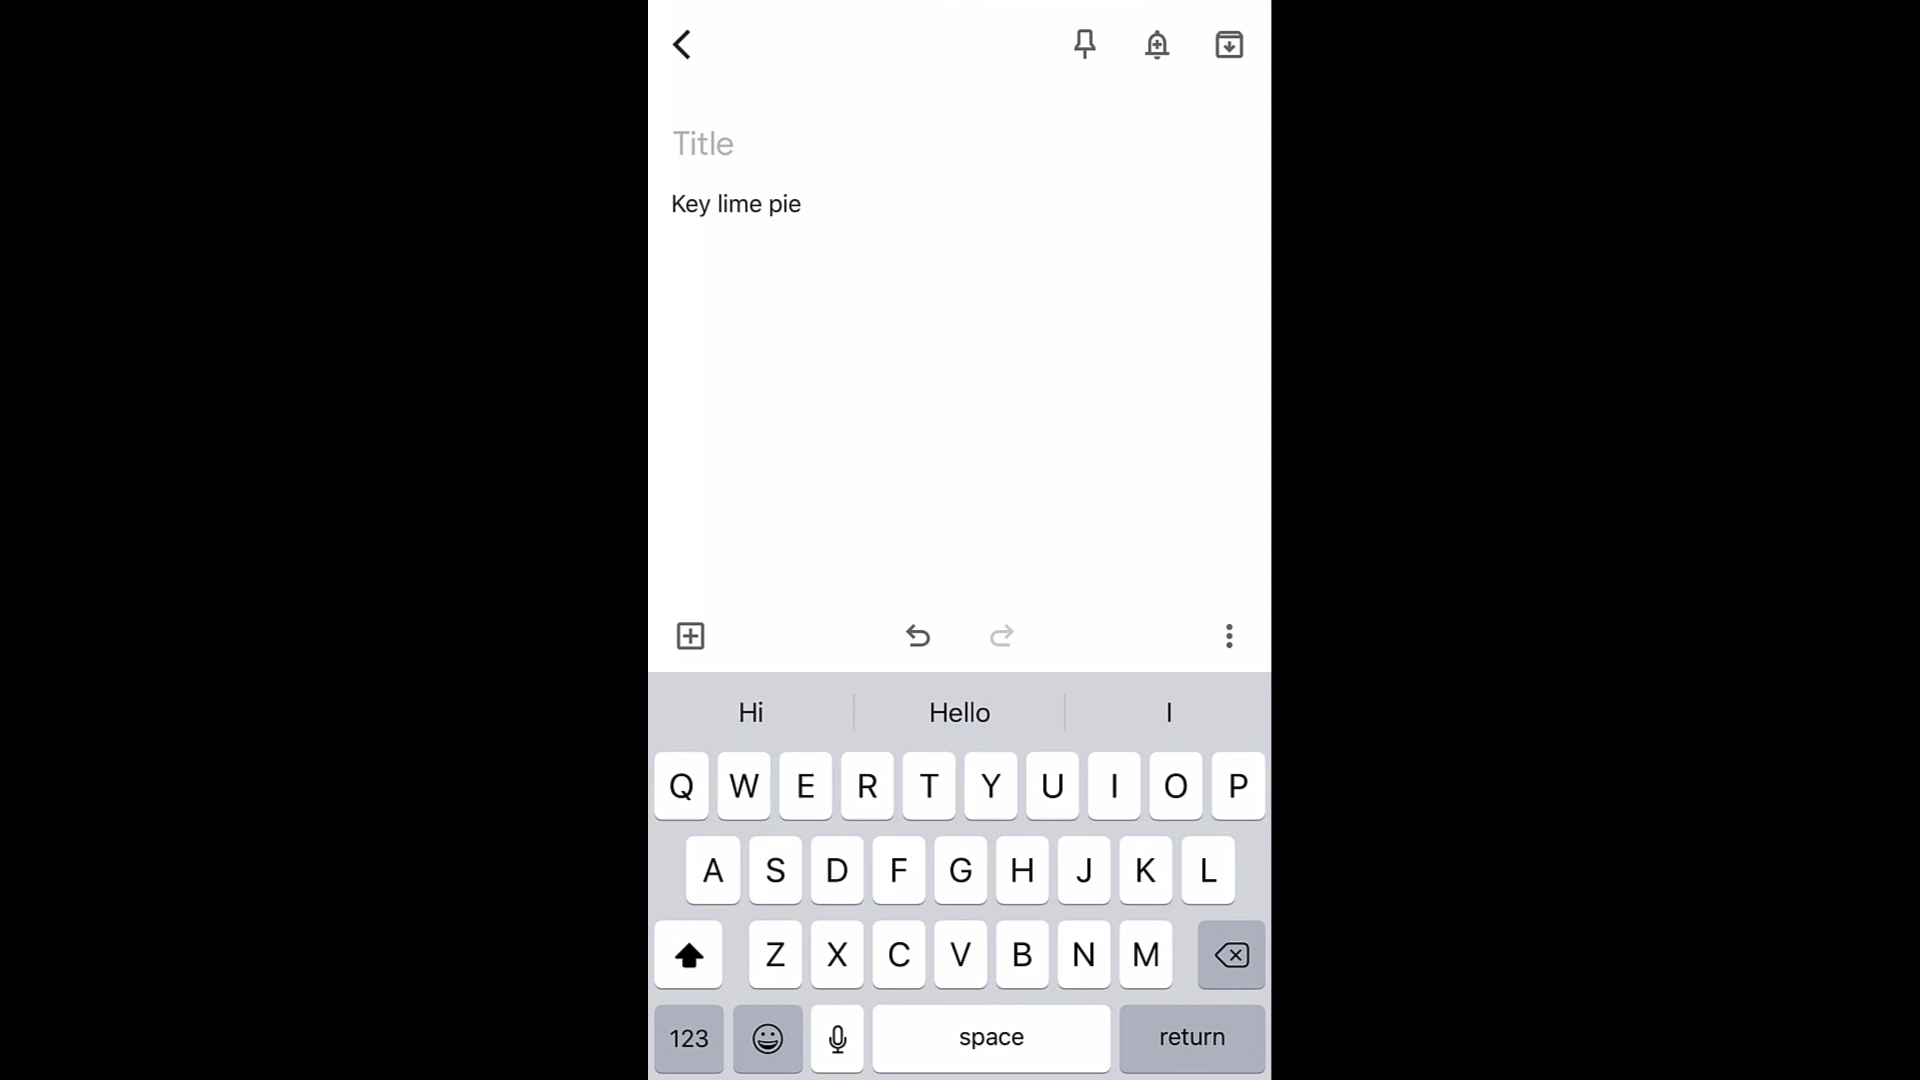 Title
Key lime pie
Hi Hello I
Q W E R T Y U I O P
A S D F G H J K L
Z X C V B N M
123 space return